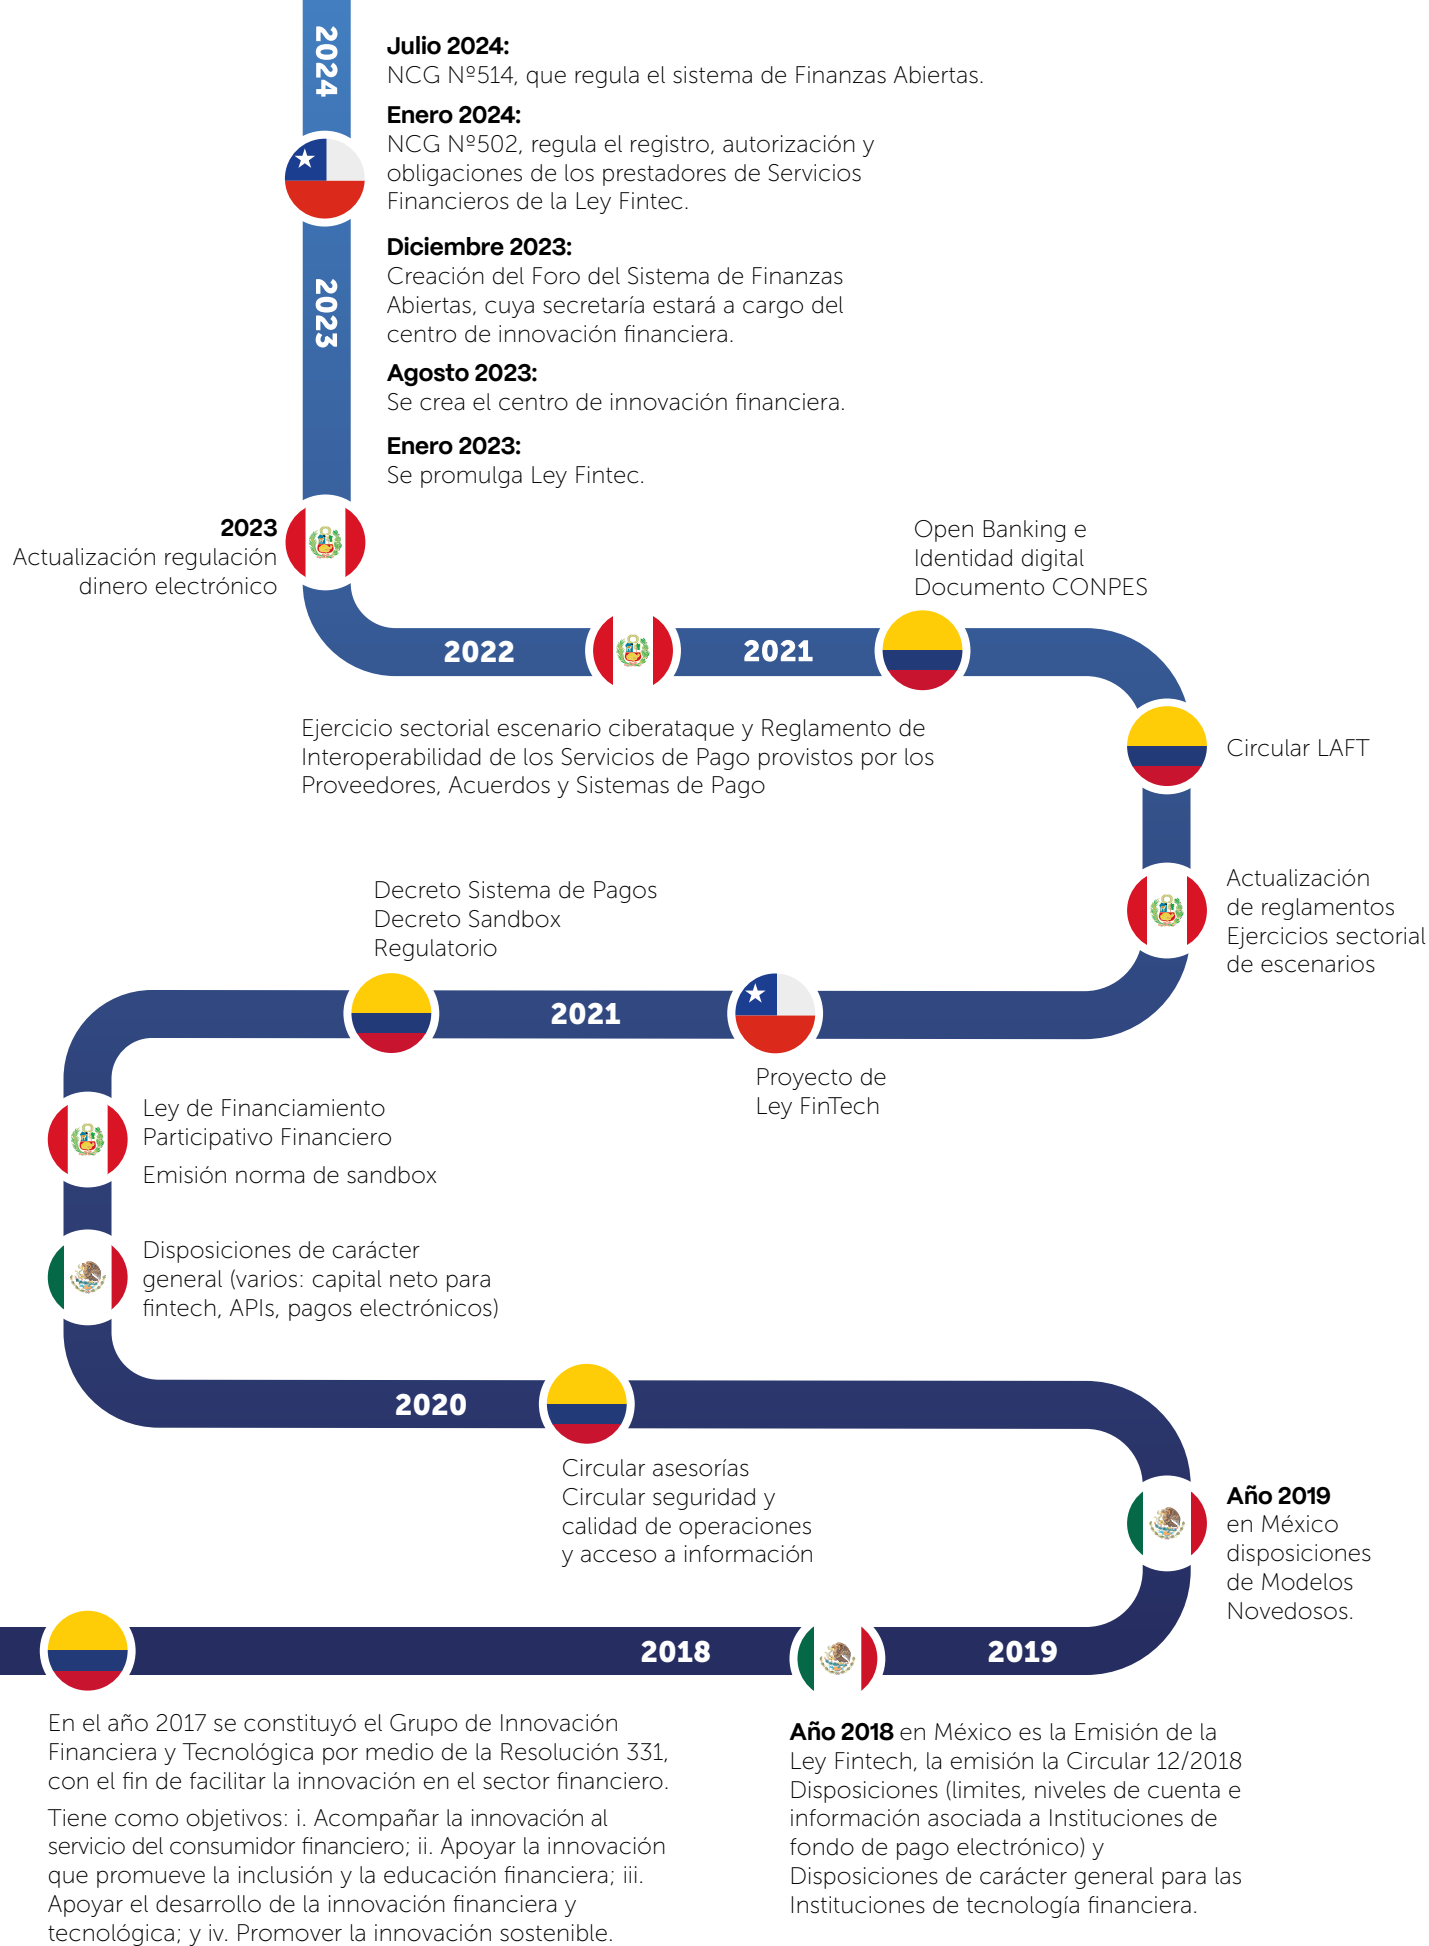 2024
Julio 2024:
NCG Nº514, que regula el sistema de Finanzas Abiertas.
Enero 2024:
NCG Nº502, regula el registro, autorización y
obligaciones de los prestadores de Servicios
Financieros de la Ley Fintec.
2023
Diciembre 2023:
Creación del Foro del Sistema de Finanzas
Abiertas, cuya secretaría estará a cargo del
centro de innovación financiera.
Agosto 2023:
Se crea el centro de innovación financiera.
Enero 2023:
Se promulga Ley Fintec.
2023
Actualización regulación
dinero electrónico
Open Banking e
Identidad digital
Documento CONPES
2022
2021
Ejercicio sectorial escenario ciberataque y Reglamento de
Interoperabilidad de los Servicios de Pago provistos por los
Proveedores, Acuerdos y Sistemas de Pago
Circular LAFT
Actualización
de reglamentos
Ejercicios sectorial
de escenarios
Decreto Sistema de Pagos
Decreto Sandbox
Regulatorio
2021
Proyecto de
Ley FinTech
Ley de Financiamiento
Participativo Financiero
Emisión norma de sandbox
Disposiciones de carácter
general (varios: capital neto para
fintech, APIs, pagos electrónicos)
2020
Circular asesorías
Circular seguridad y
calidad de operaciones
y acceso a información
Año 2019
en México
disposiciones
de Modelos
Novedosos.
2018
2019
En el año 2017 se constituyó el Grupo de Innovación
Financiera y Tecnológica por medio de la Resolución 331,
con el fin de facilitar la innovación en el sector financiero.
Tiene como objetivos: i. Acompañar la innovación al
servicio del consumidor financiero; ii. Apoyar la innovación
que promueve la inclusión y la educación financiera; iii.
Apoyar el desarrollo de la innovación financiera y
tecnológica; y iv. Promover la innovación sostenible.
Año 2018 en México es la Emisión de la
Ley Fintech, la emisión la Circular 12/2018
Disposiciones (limites, niveles de cuenta e
información asociada a Instituciones de
fondo de pago electrónico) y
Disposiciones de carácter general para las
Instituciones de tecnología financiera.